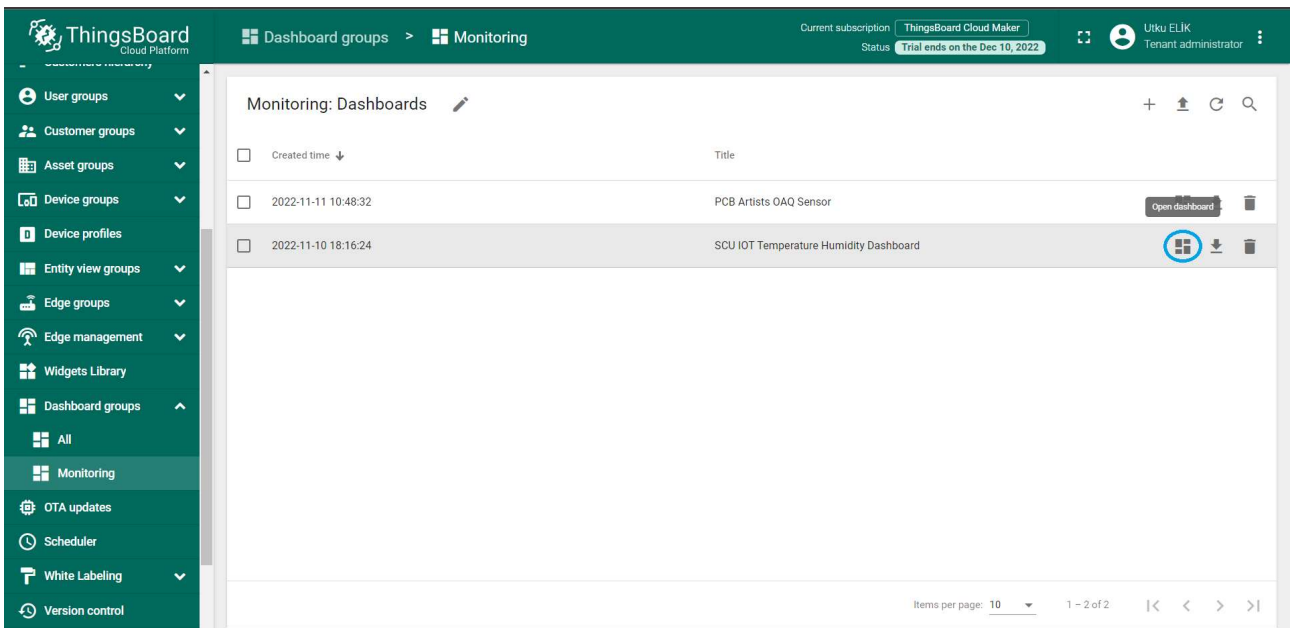 ThingsBoard
Cloud Platform
Dashboard groups > Monitoring
Current subscription ThingsBoard Cloud Maker
Status Trial ends on the Dec 10, 2022
Utku ELİK
Tenant administrator
Customers hierarchy
User groups
Customer groups
Asset groups
Device groups
Device profiles
Entity view groups
Edge groups
Edge management
Widgets Library
Dashboard groups
All
Monitoring
OTA updates
Scheduler
White Labeling
Version control
Monitoring: Dashboards
Created time Title
2022-11-11 10:48:32 PCB Artists OAQ Sensor
Open dashboard
2022-11-10 18:16:24 SCU IOT Temperature Humidity Dashboard
Items per page: 10 1 – 2 of 2